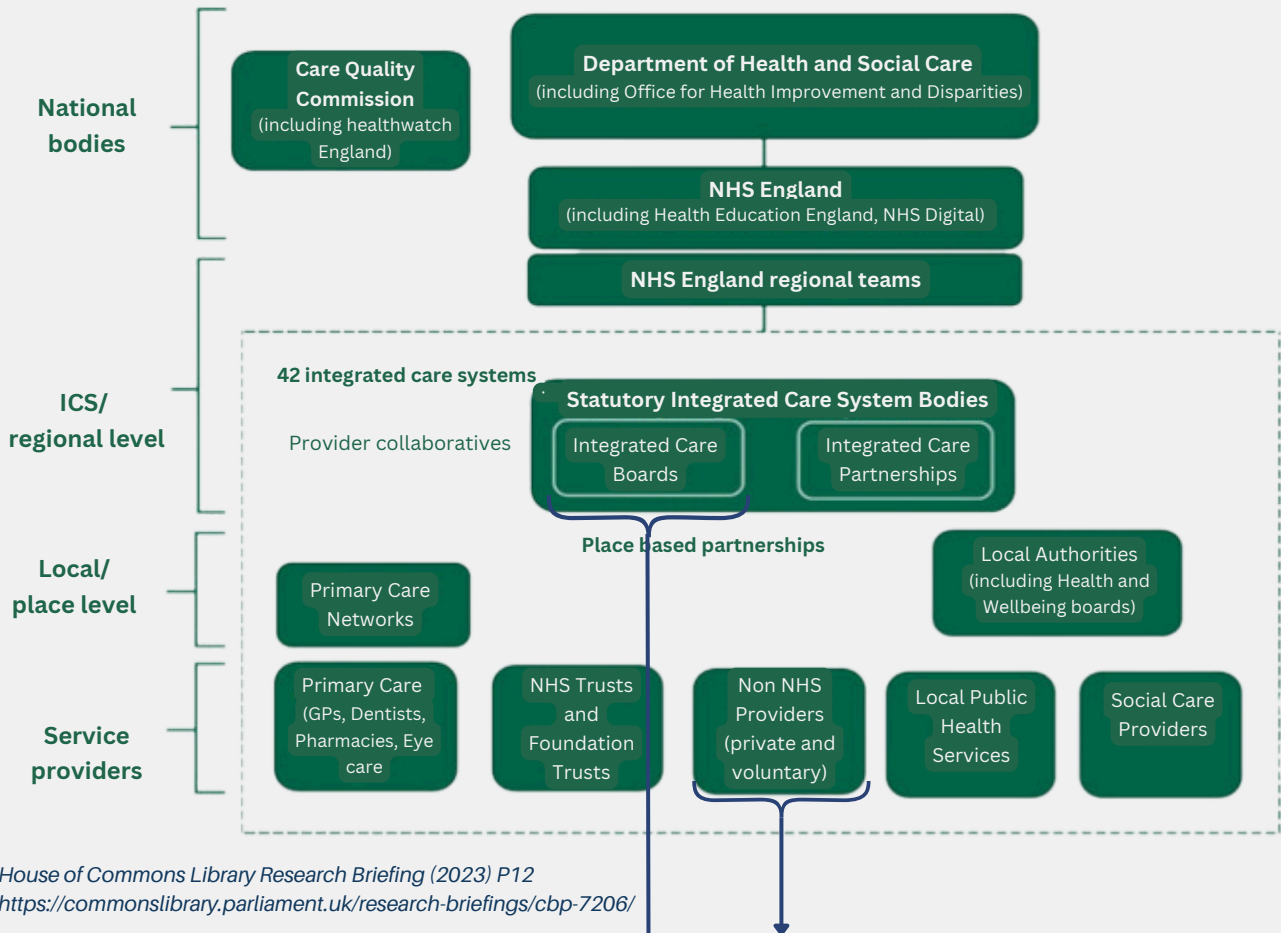 National
bodies
Care Quality
Commission
(including healthwatch
England)
Department of Health and Social Care
(including Office for Health Improvement and Disparities)
NHS England
(including Health Education England, NHS Digital)
NHS England regional teams
ICS/
regional level
42 integrated care systems
Provider collaboratives
Statutory Integrated Care System Bodies
Integrated Care
Boards
Integrated Care
Partnerships
Local/
place level
Place based partnerships
Primary Care
Networks
Local Authorities
(including Health and
Wellbeing boards)
Service
providers
Primary Care
(GPs, Dentists,
Pharmacies, Eye
care
NHS Trusts
and
Foundation
Trusts
Non NHS
Providers
(private and
voluntary)
Local Public
Health
Services
Social Care
Providers
House of Commons Library Research Briefing (2023) P12
https://commonslibrary.parliament.uk/research-briefings/cbp-7206/